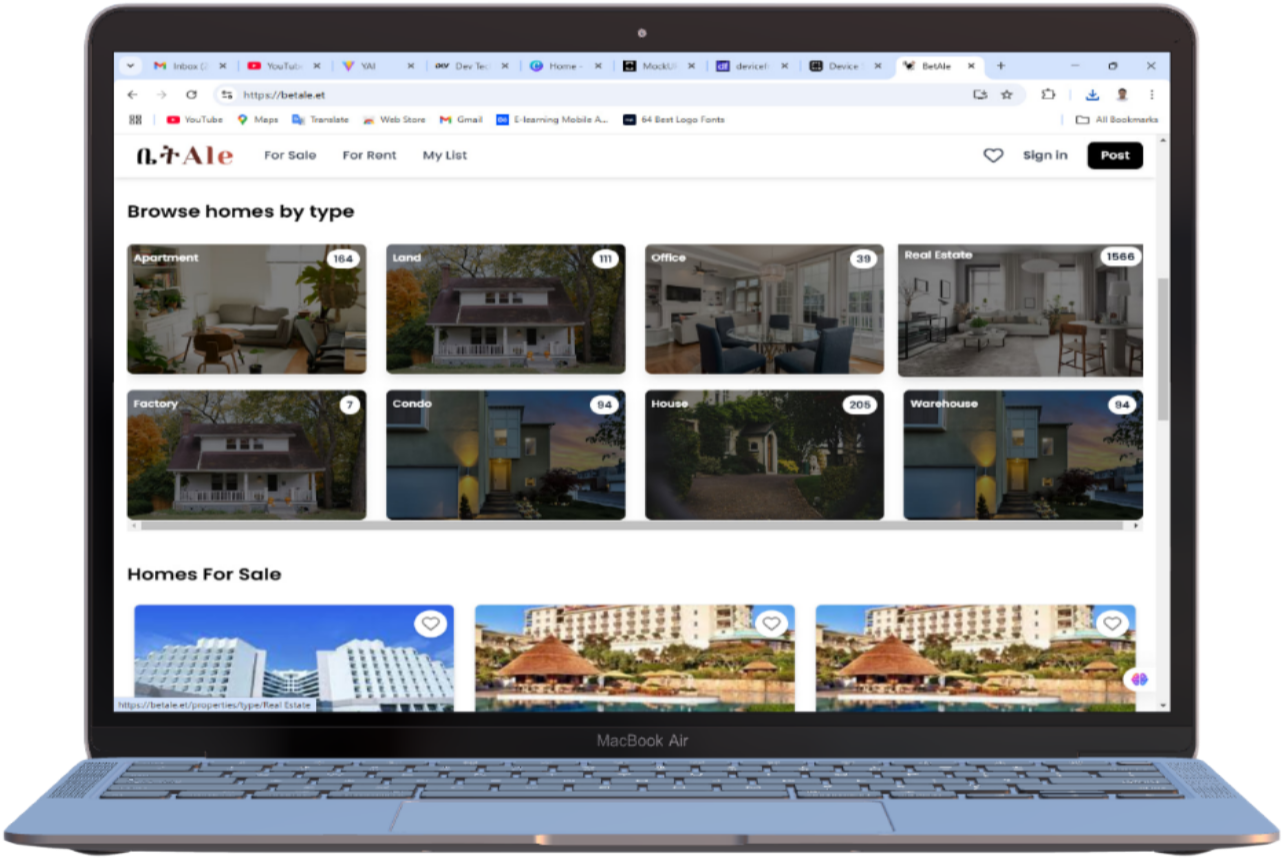 Inbox (2 YouTube YAI DEV Dev Tec Home - MockUI devicef Device BetAle
https://betale.et
YouTube Maps Translate Web Store Gmail E-learning Mobile A... 64 Best Logo Fonts All Bookmarks
ቤትAle For Sale For Rent My List Sign in Post
Browse homes by type
Apartment 164 Land 111 Office 39 Real Estate 1566
Factory 7 Condo 94 House 205 Warehouse 94
Homes For Sale
https://betale.et/properties/type/Real Estate
MacBook Air